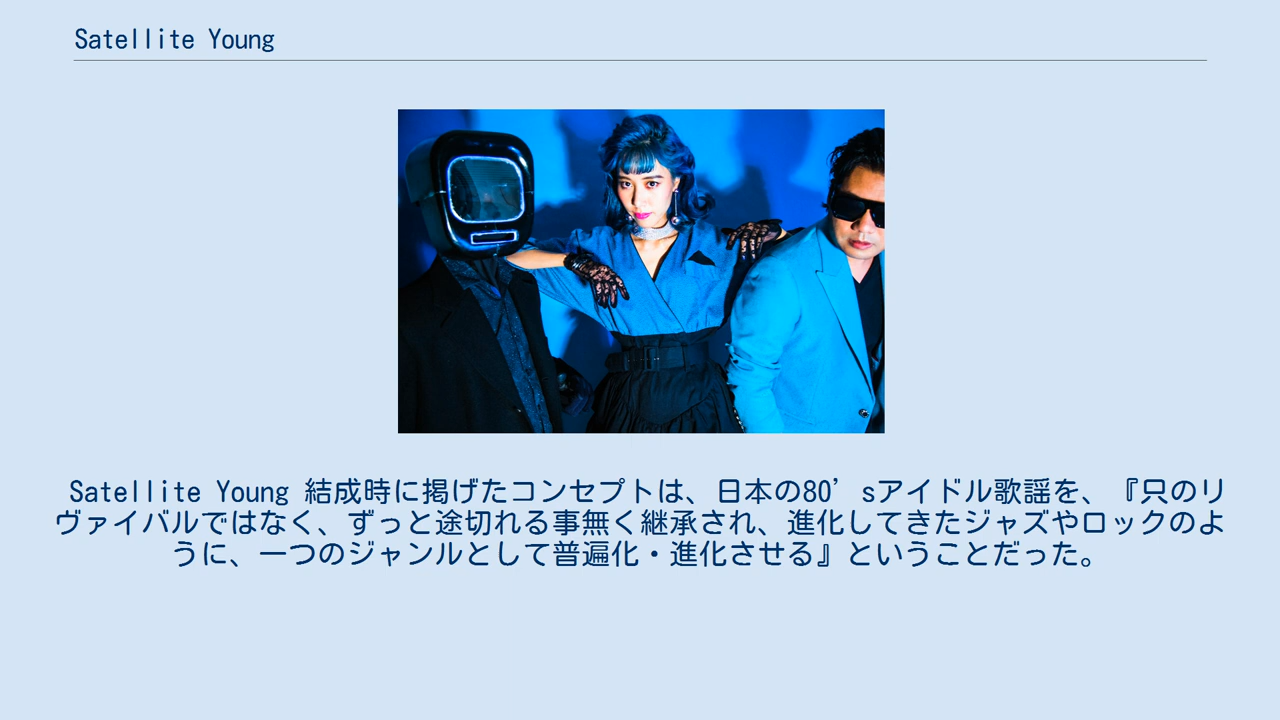 Satellite Young
Satellite Young 結成時に掲げたコンセプトは、日本の80’sアイドル歌謡を、『只のリ
ヴァイバルではなく、ずっと途切れる事無く継承され、進化してきたジャズやロックのよ
うに、一つのジャンルとして普遍化・進化させる』ということだった。